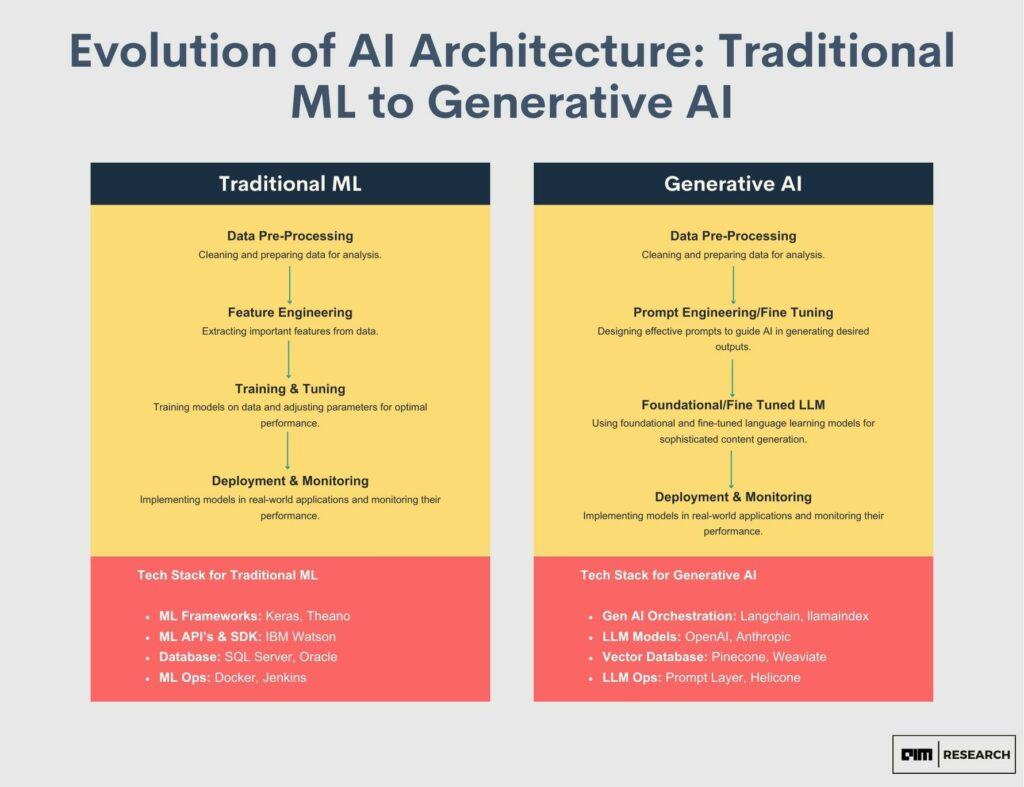 Evolution of AI Architecture: Traditional
ML to Generative AI
Traditional ML
Data Pre-Processing
Cleaning and preparing data for analysis.
Feature Engineering
Extracting important features from data.
Training & Tuning
Training models on data and adjusting parameters for optimal
performance.
Deployment & Monitoring
Implementing models in real-world applications and monitoring their
performance.
Tech Stack for Traditional ML
• ML Frameworks: Keras, Theano
• ML API's & SDK: IBM Watson
• Database: SQL Server, Oracle
• ML Ops: Docker, Jenkins
Generative AI
Data Pre-Processing
Cleaning and preparing data for analysis.
Prompt Engineering/Fine Tuning
Designing effective prompts to guide AI in generating desired
outputs.
Foundational/Fine Tuned LLM
Using foundational and fine-tuned language learning models for
sophisticated content generation.
Deployment & Monitoring
Implementing models in real-world applications and monitoring their
performance.
Tech Stack for Generative AI
• Gen AI Orchestration: Langchain, llamaindex
• LLM Models: OpenAI, Anthropic
• Vector Database: Pinecone, Weaviate
• LLM Ops: Prompt Layer, Helicone
AIM RESEARCH